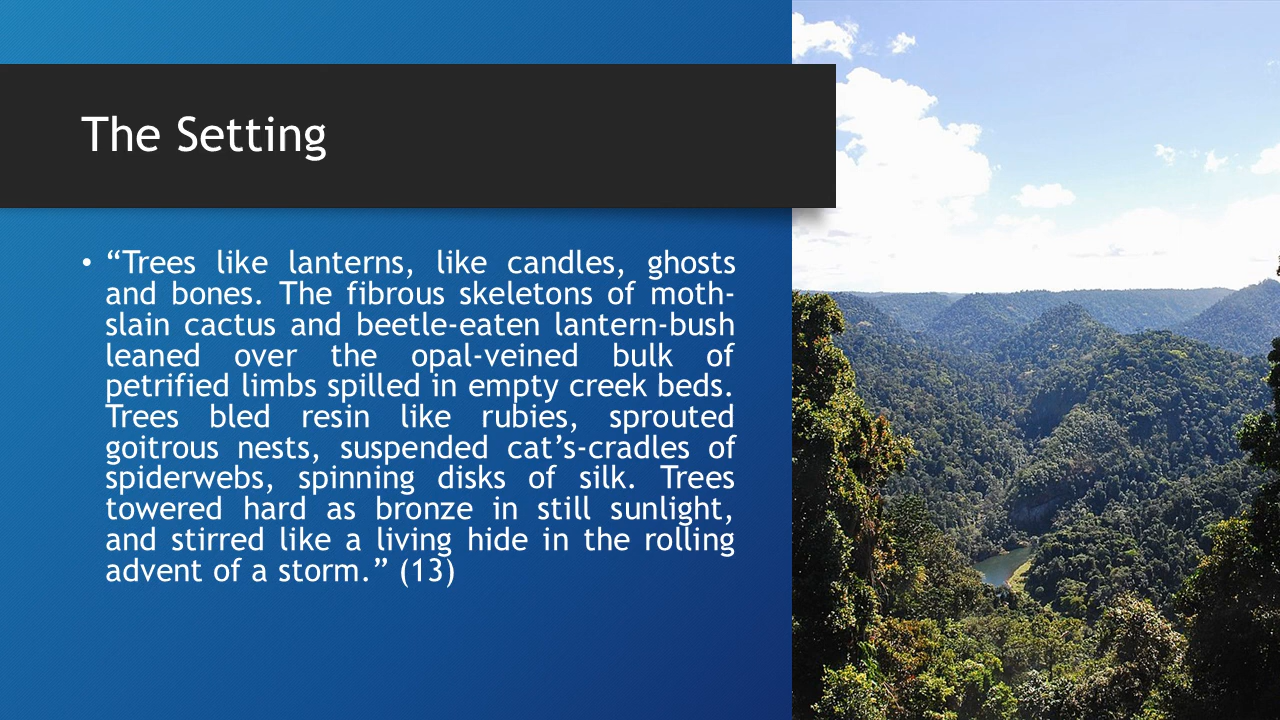 The Setting
• “Trees like lanterns, like candles, ghosts
and bones. The fibrous skeletons of moth-
slain cactus and beetle-eaten lantern-bush
leaned over the opal-veined bulk of
petrified limbs spilled in empty creek beds.
Trees bled resin like rubies, sprouted
goitrous nests, suspended cat’s-cradles of
spiderwebs, spinning disks of silk. Trees
towered hard as bronze in still sunlight,
and stirred like a living hide in the rolling
advent of a storm.” (13)